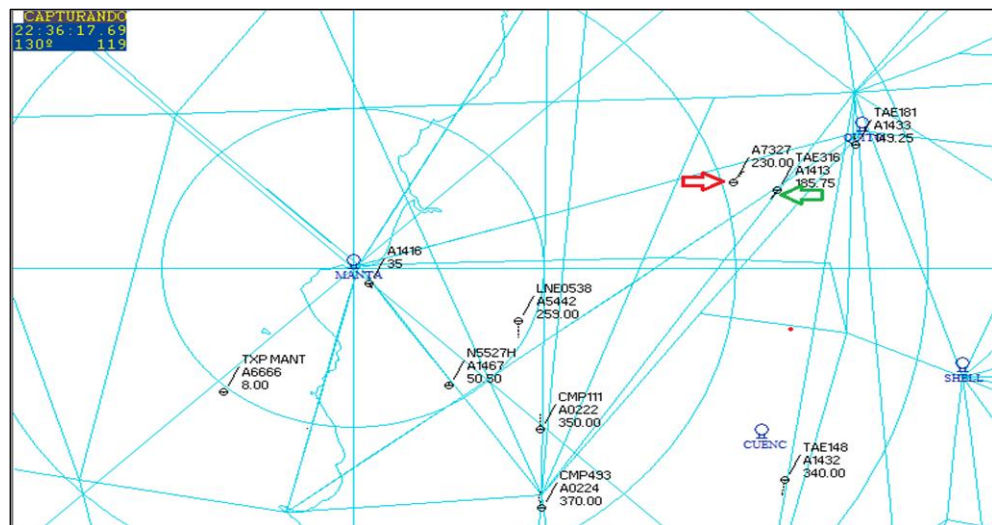 CAPTURANDO
22:36:17.69
130º 119
TAE181
A1433
149.25
A7327
230.00
TAE316
A1413
185.75
A1416
35
MANTA
LNE0538
A5442
259.00
N5527H
A1467
50.50
TXP MANT
A6666
8.00
SHELL
CMP111
A0222
350.00
CUENC
TAE148
A1432
340.00
CMP493
A0224
370.00